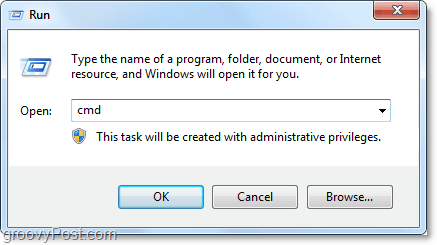 Run
Type the name of a program, folder, document, or Internet
resource, and Windows will open it for you.
Open: cmd
This task will be created with administrative privileges.
OK Cancel Browse...
groovyPost.com